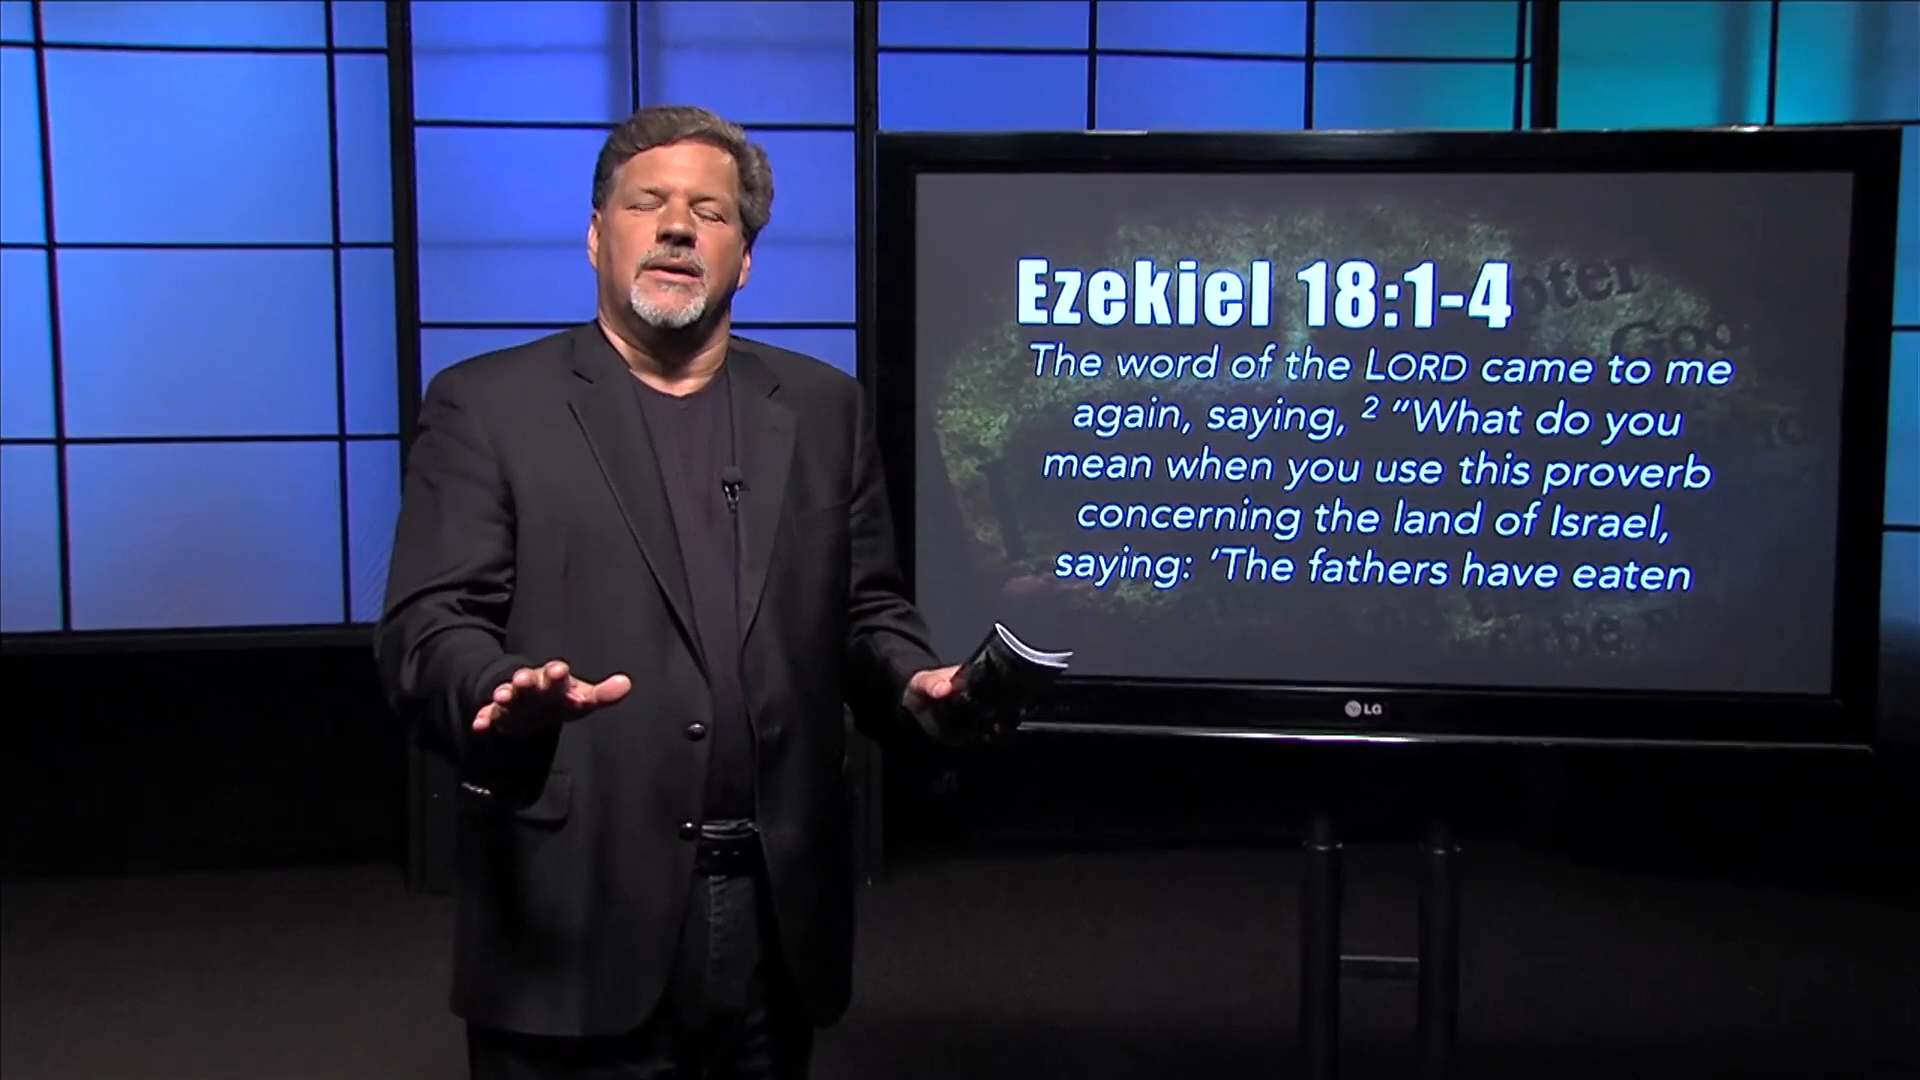 Ezekiel 18:1-4
The word of the LORD came to me
again, saying, 2 “What do you
mean when you use this proverb
concerning the land of Israel,
saying: ‘The fathers have eaten
LG